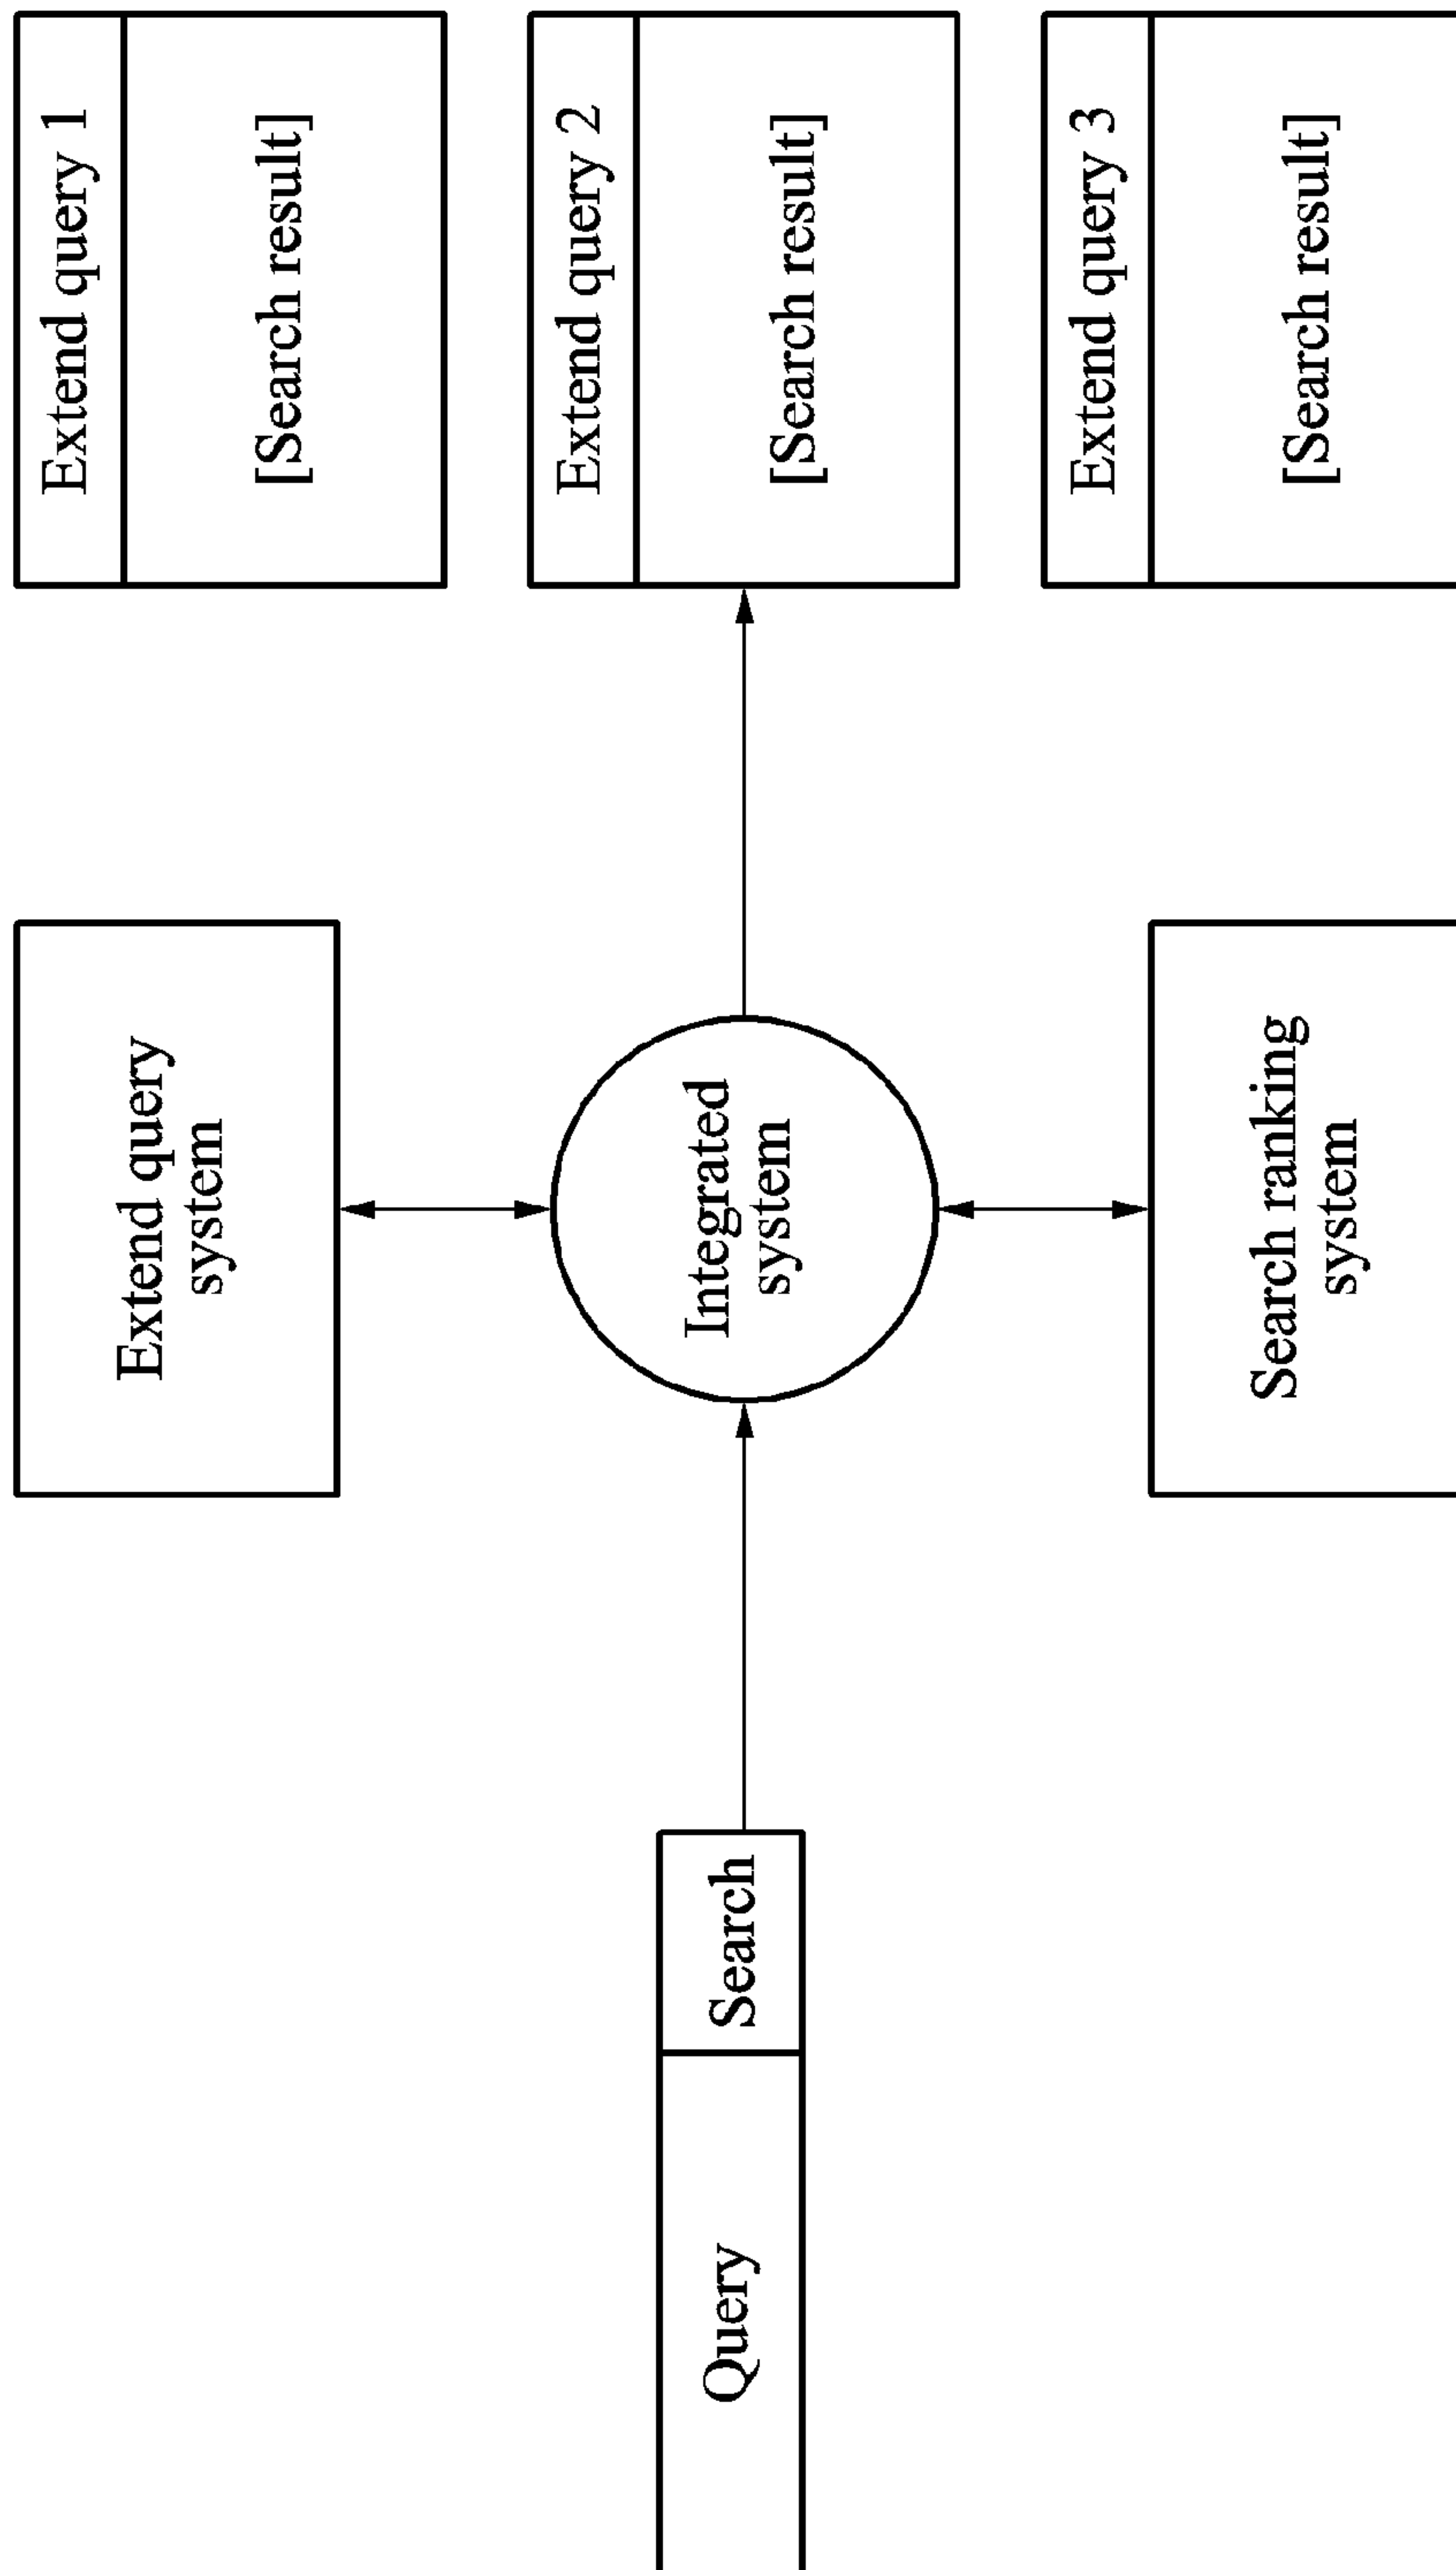 Query
Search
Extend query
system
Integrated
system
Search ranking
system
Extend query 1
[Search result]
Extend query 2
[Search result]
Extend query 3
[Search result]